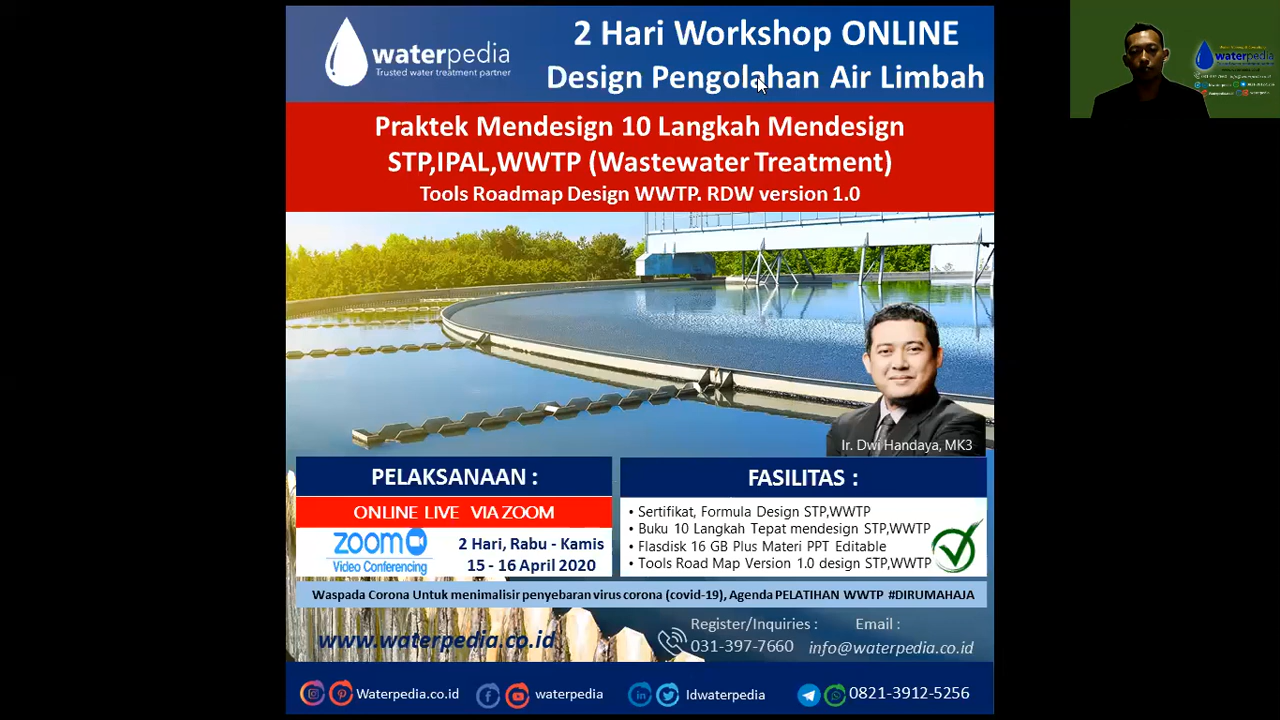 waterpedia
Trusted water treatment partner
2 Hari Workshop ONLINE
Design Pengolahan Air Limbah
Praktek Mendesign 10 Langkah Mendesign
STP,IPAL,WWTP (Wastewater Treatment)
Tools Roadmap Design WWTP. RDW version 1.0
Ir. Dwi Handaya, MK3
PELAKSANAAN :
ONLINE LIVE VIA ZOOM
zoom
Video Conferencing
2 Hari, Rabu - Kamis
15 - 16 April 2020
FASILITAS :
• Sertifikat, Formula Design STP,WWTP
• Buku 10 Langkah Tepat mendesign STP,WWTP
• Flasdisk 16 GB Plus Materi PPT Editable
• Tools Road Map Version 1.0 design STP,WWTP
Waspada Corona Untuk menimalisir penyebaran virus corona (covid-19), Agenda PELATIHAN WWTP #DIRUMAHAJA
www.waterpedia.co.id
Register/Inquiries :
031-397-7660
Email :
info@waterpedia.co.id
Waterpedia.co.id
waterpedia
Idwaterpedia
0821-3912-5256
waterpedia